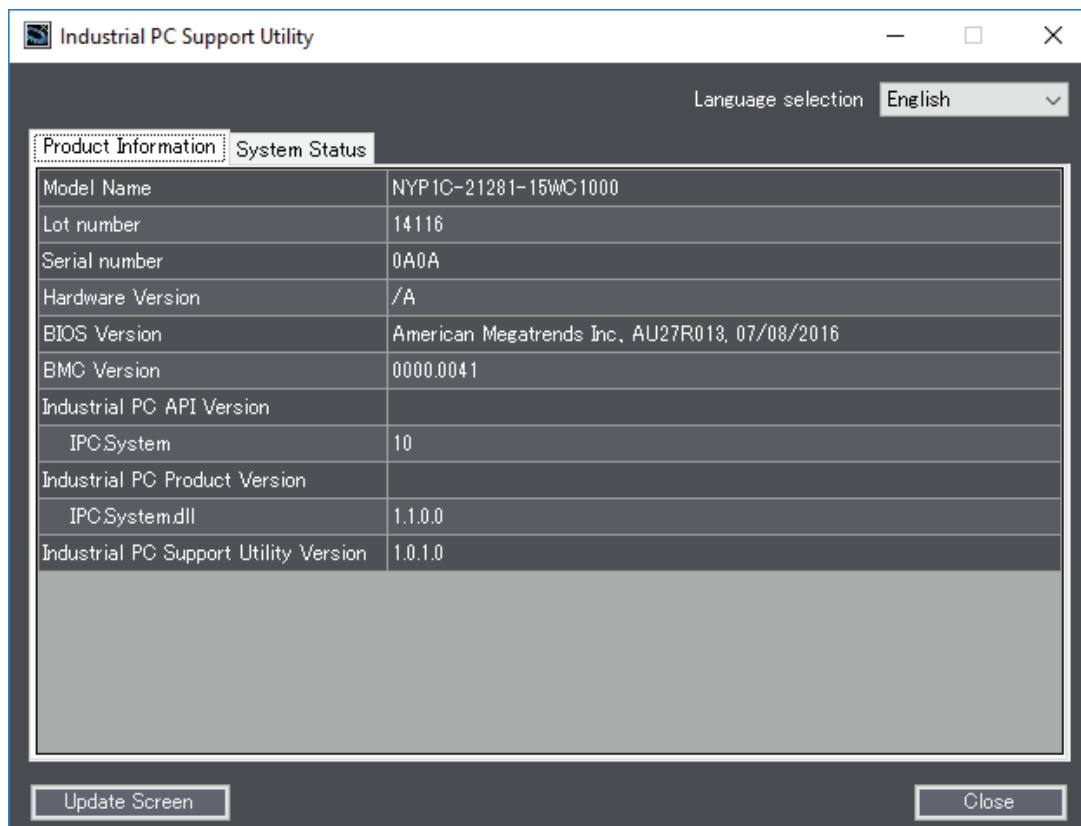 Industrial PC Support Utility
Language selection English
Product Information System Status
Model Name NYP1C-21281-15WC1000
Lot number 14116
Serial number 0A0A
Hardware Version /A
BIOS Version American Megatrends Inc, AU27R013, 07/08/2016
BMC Version 0000.0041
Industrial PC API Version
IPC.System 10
Industrial PC Product Version
IPC.System.dll 1.1.0.0
Industrial PC Support Utility Version 1.0.1.0
Update Screen Close